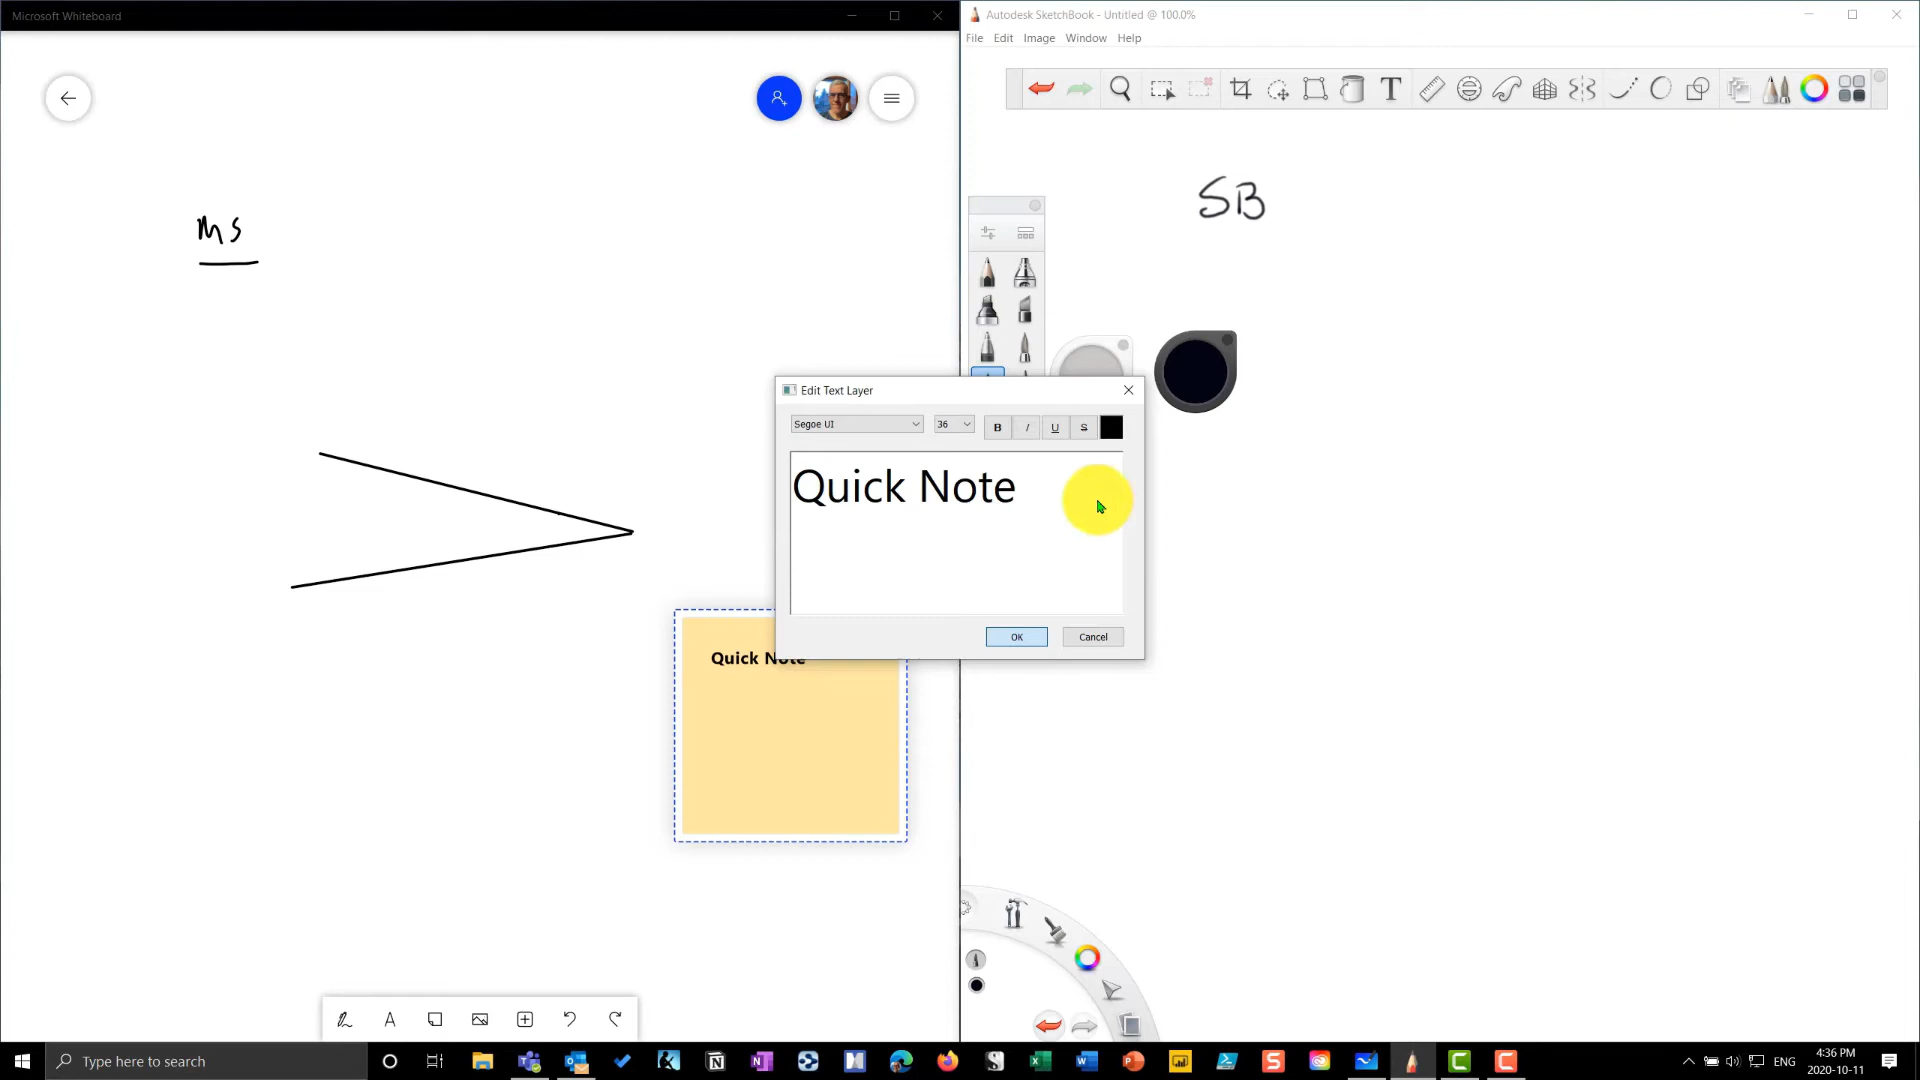 Microsoft Whiteboard
Autodesk SketchBook - Untitled @ 100.0%
File Edit Image Window Help
T
SB
MS
Edit Text Layer
Segoe UI
36
B I U S
Quick Note
OK
Cancel
Quick Note
A
Type here to search
ENG
4:36 PM
2020-10-11